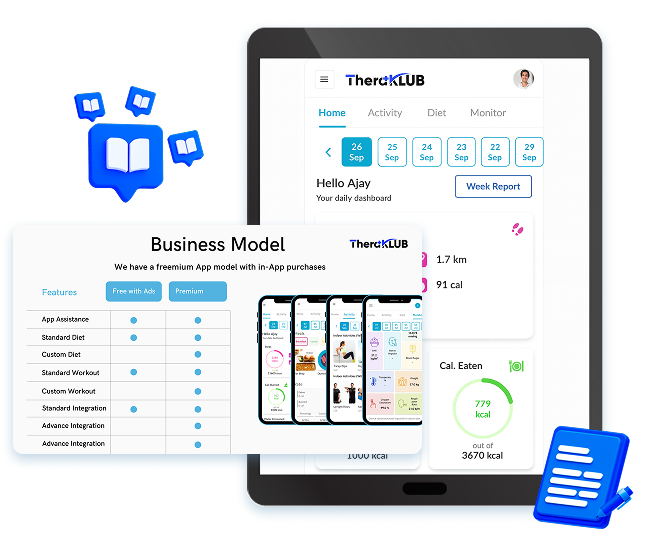 TheraKLUB
Home Activity Diet Monitor
26 Sep
25 Sep
24 Sep
23 Sep
22 Sep
29 Sep
Hello Ajay
Your daily dashboard
Week Report
1.7 km
91 cal
Cal. Eaten
779 kcal
out of
3670 kcal
1000 kcal
Business Model
TheraKLUB
We have a freemium App model with in-App purchases
Features Free with Ads Premium
App Assistance
Standard Diet
Custom Diet
Standard Workout
Custom Workout
Standard Integration
Advance Integration
Advance Integration
Hello Ajay